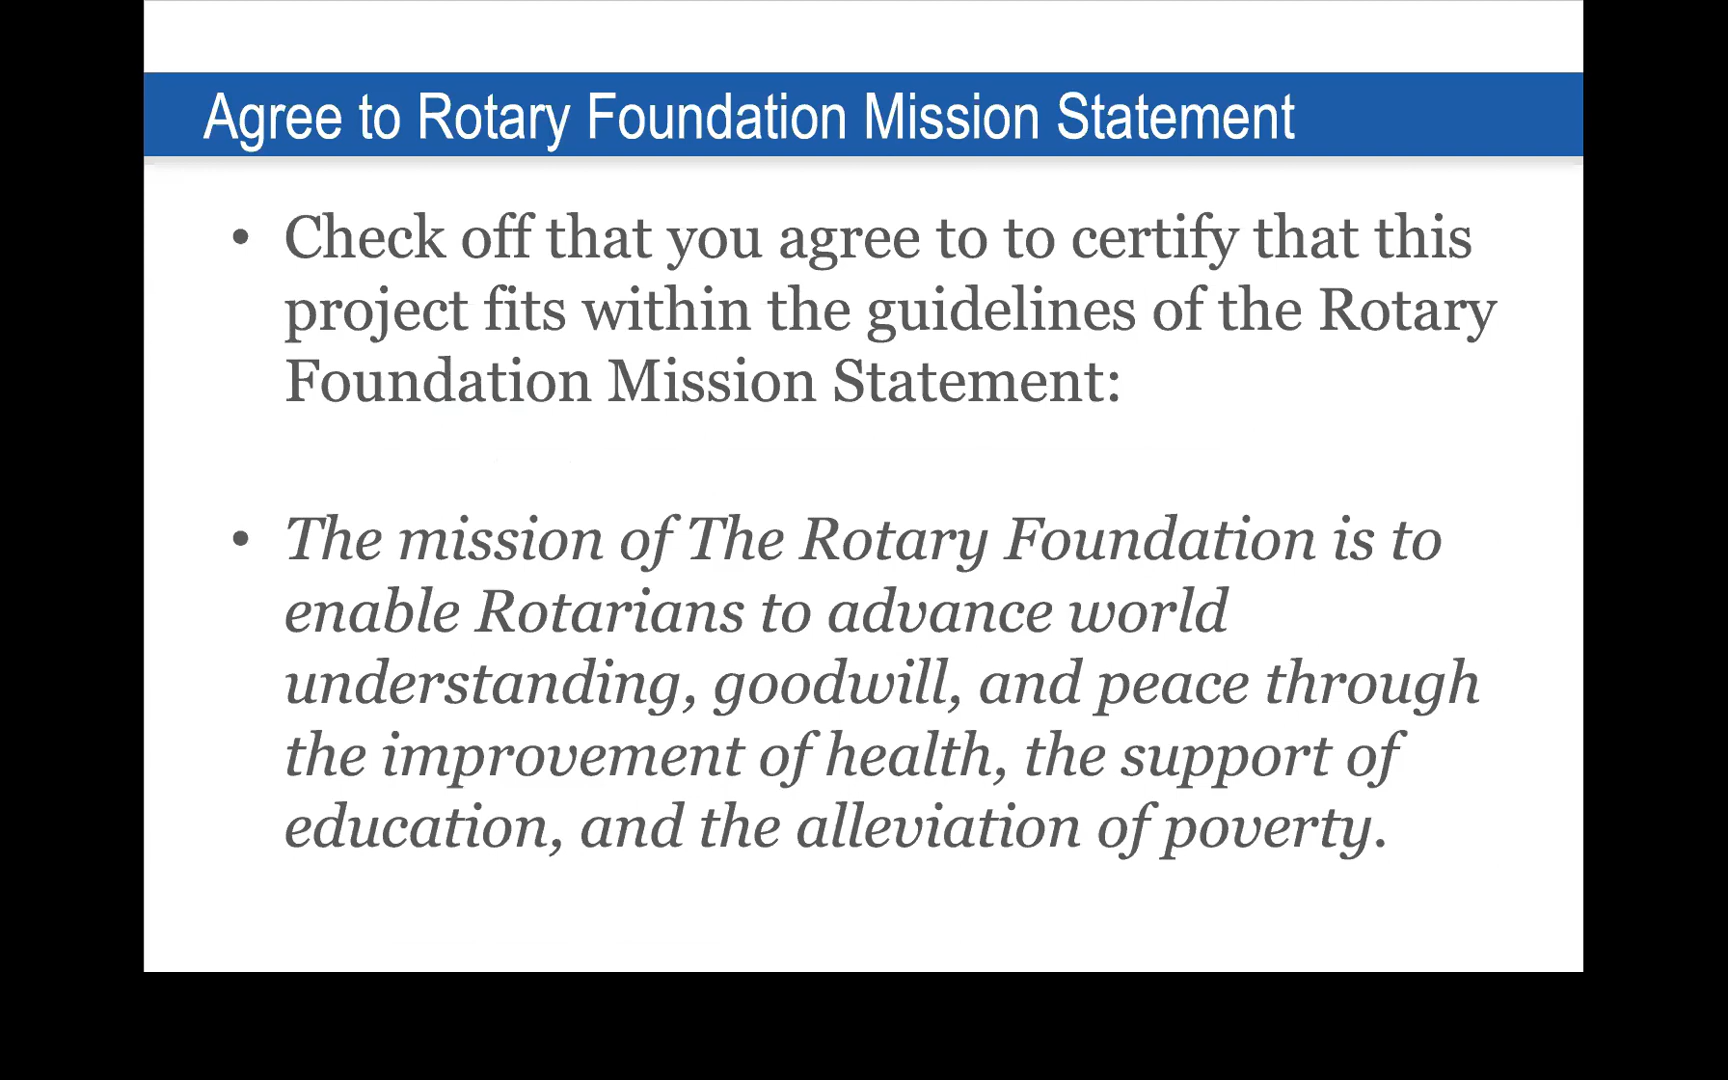 Agree to Rotary Foundation Mission Statement
• Check off that you agree to to certify that this
project fits within the guidelines of the Rotary
Foundation Mission Statement:
• The mission of The Rotary Foundation is to
enable Rotarians to advance world
understanding, goodwill, and peace through
the improvement of health, the support of
education, and the alleviation of poverty.